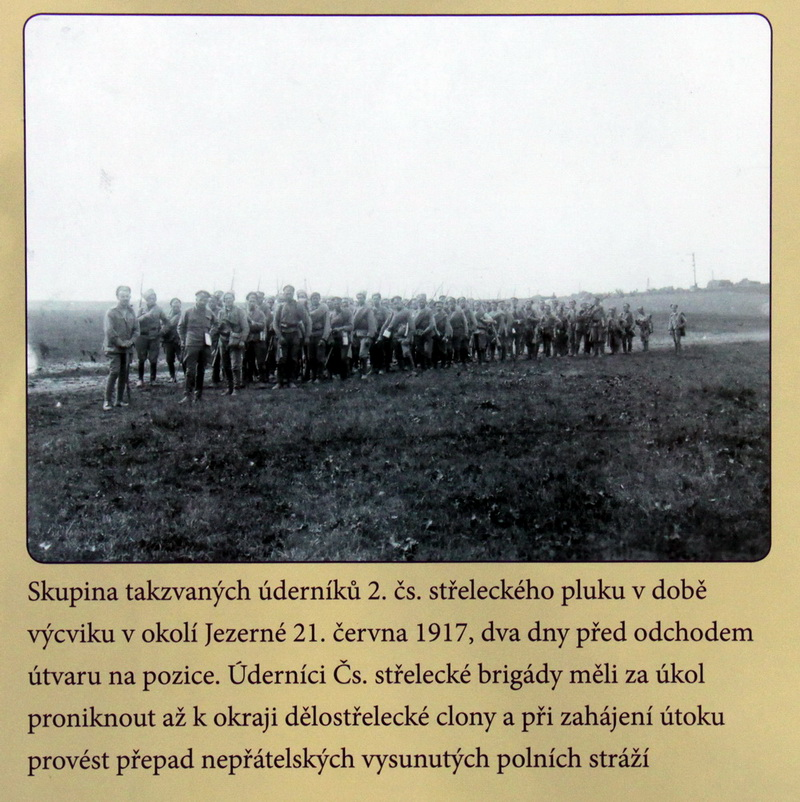 Skupina takzvaných úderníků 2. čs. střeleckého pluku v době
výcviku v okolí Jezerné 21. června 1917, dva dny před odchodem
útvaru na pozice. Úderníci Čs. střelecké brigády měli za úkol
proniknout až k okraji dělostřelecké clony a při zahájení útoku
provést přepad nepřátelských vysunutých polních stráží